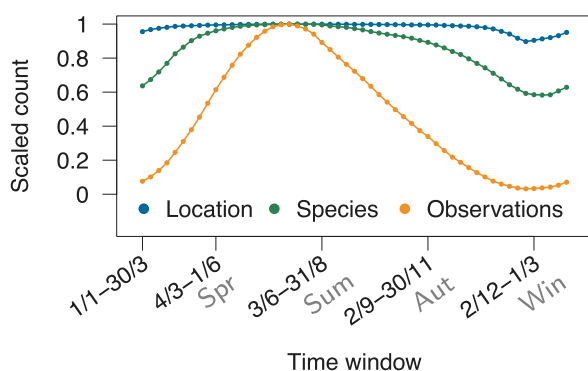 Scaled count
1
0.8
0.6
0.4
0.2
0
Location Species Observations
1/1–30/3
4/3–1/6
Spr
3/6–31/8
Sum
2/9–30/11
Aut
2/12–1/3
Win
Time window